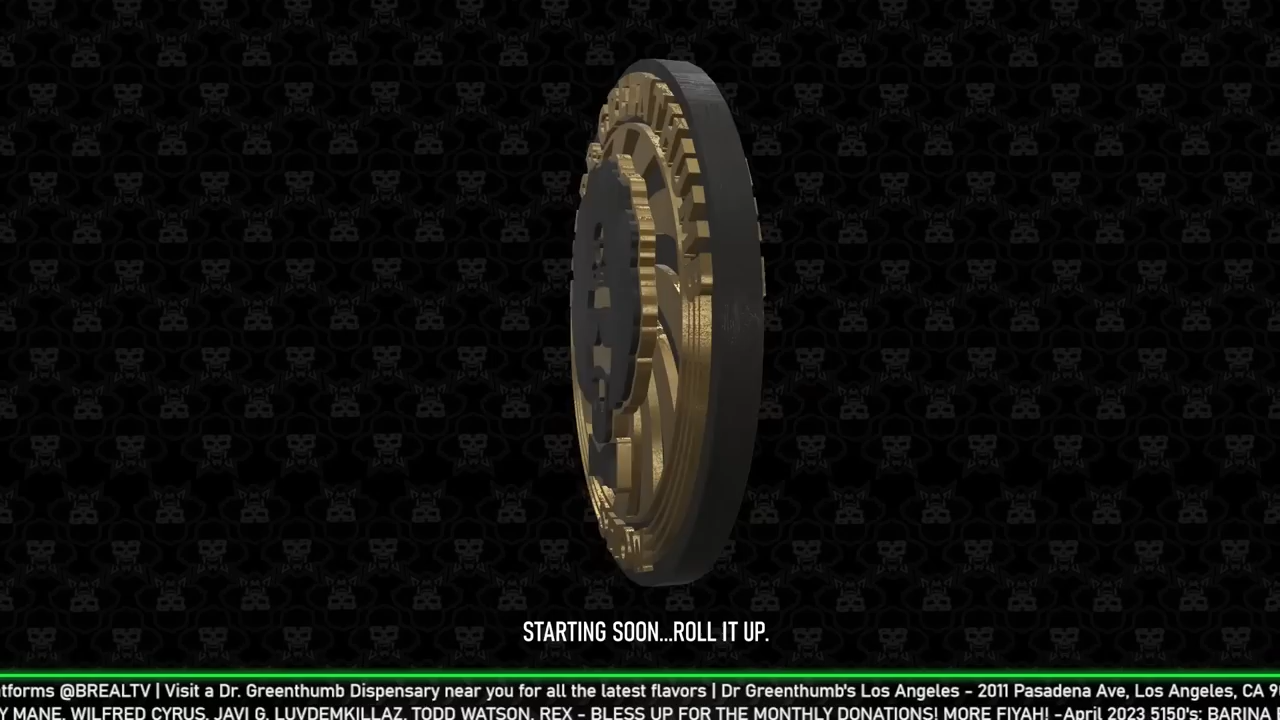 STARTING SOON...ROLL IT UP.
tforms @BREALTV | Visit a Dr. Greenthumb Dispensary near you for all the latest flavors | Dr Greenthumb's Los Angeles - 2011 Pasadena Ave, Los Angeles, CA 9
Y MANE, WILFRED CYRUS, JAVI G, LUVDEMKILLAZ, TODD WATSON, REX - BLESS UP FOR THE MONTHLY DONATIONS! MORE FIYAH! -April 2023 5150's: BARINA